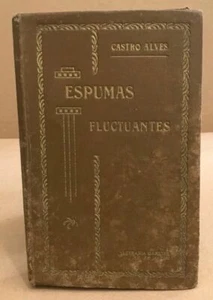 CASTRO ALVES
ESPUMAS
FLUCTUANTES